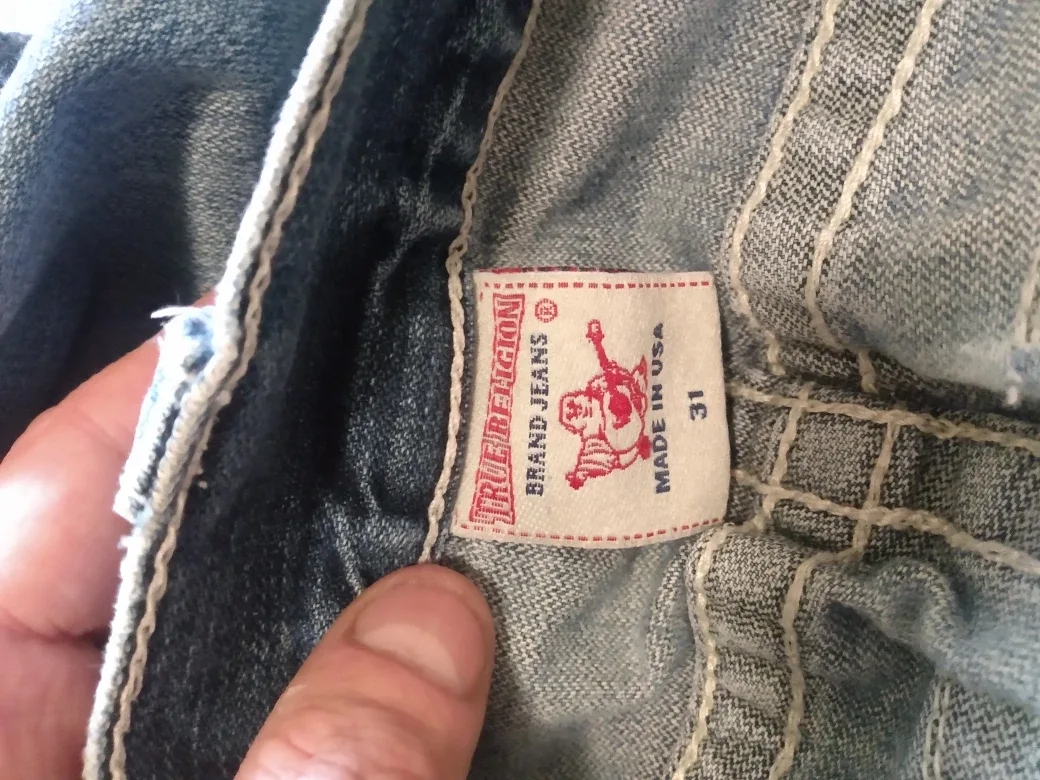 TRUE RELIGION
BRAND JEANS ®
MADE IN USA
31